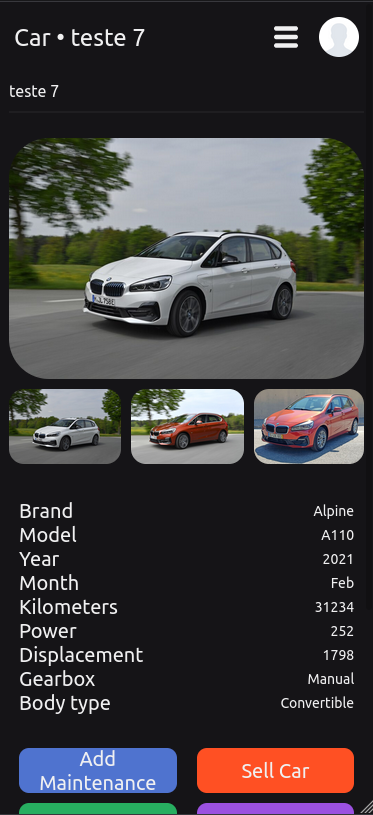 Car • teste 7
teste 7
Brand Alpine
Model A110
Year 2021
Month Feb
Kilometers 31234
Power 252
Displacement 1798
Gearbox Manual
Body type Convertible
Add
Maintenance
Sell Car